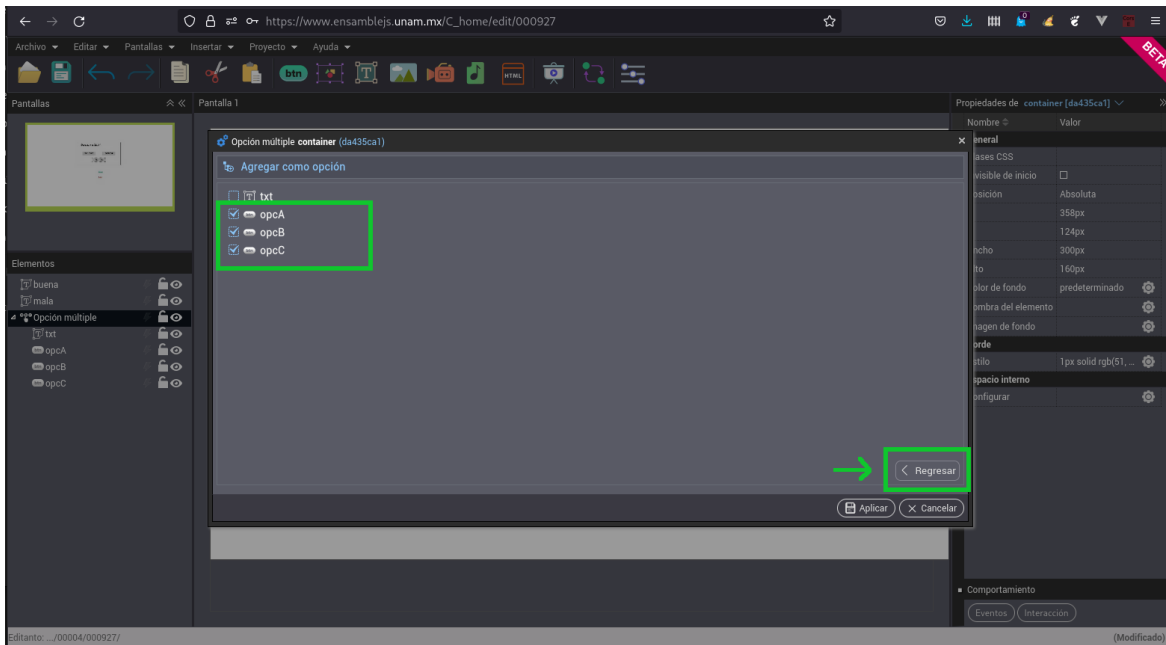 https://www.ensamblejs.unam.mx/C_home/edit/000927
Archivo Editar Pantallas Insertar Proyecto Ayuda
BETA
btn
T
HTML
Pantallas
Pantalla 1
Propiedades de container [da435ca1]
Nombre Valor
Opción múltiple container (da435ca1)
eneral
Agregar como opción
ases CSS
visible de inicio
txt
osición Absoluta
opcA
358px
opcB
124px
opcC
ncho 300px
lto 160px
Elementos
buena
olor de fondo predeterminado
mala
ombra del elemento
Opción múltiple
nagen de fondo
txt
orde
opcA
stilo 1px solid rgb(51, ...
opcB
spacio interno
opcC
onfigurar
Regresar
Aplicar Cancelar
Comportamiento
Eventos Interacción
Editanto: .../00004/000927/
(Modificado)